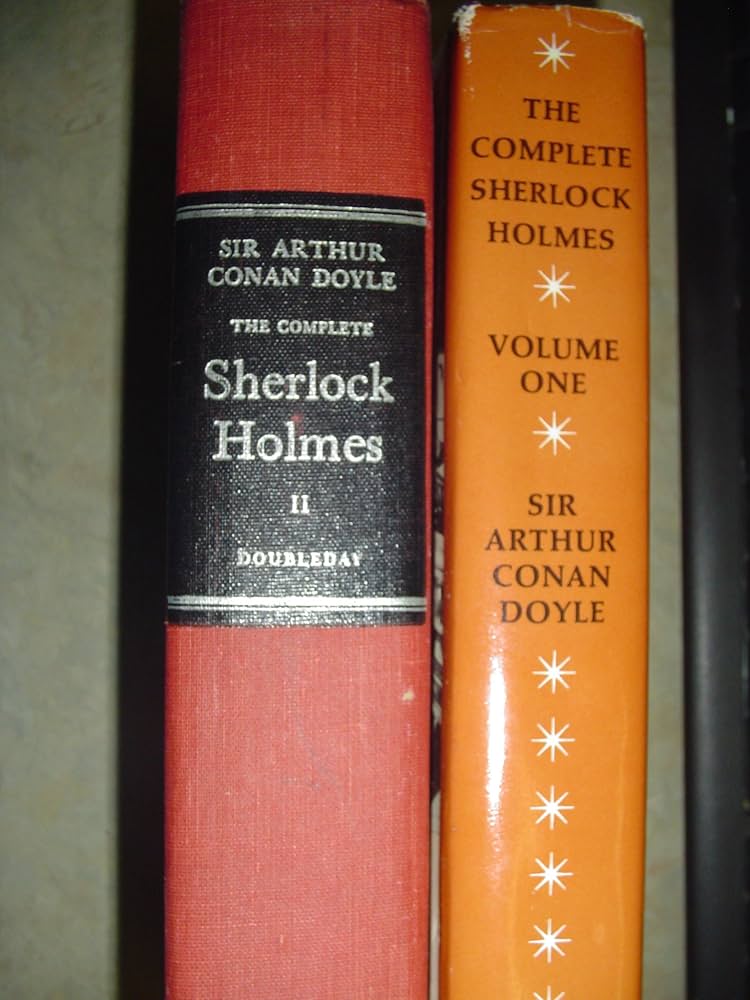 SIR ARTHUR
CONAN DOYLE
THE COMPLETE
Sherlock
Holmes
II
DOUBLEDAY
THE
COMPLETE
SHERLOCK
HOLMES
VOLUME
ONE
SIR
ARTHUR
CONAN
DOYLE